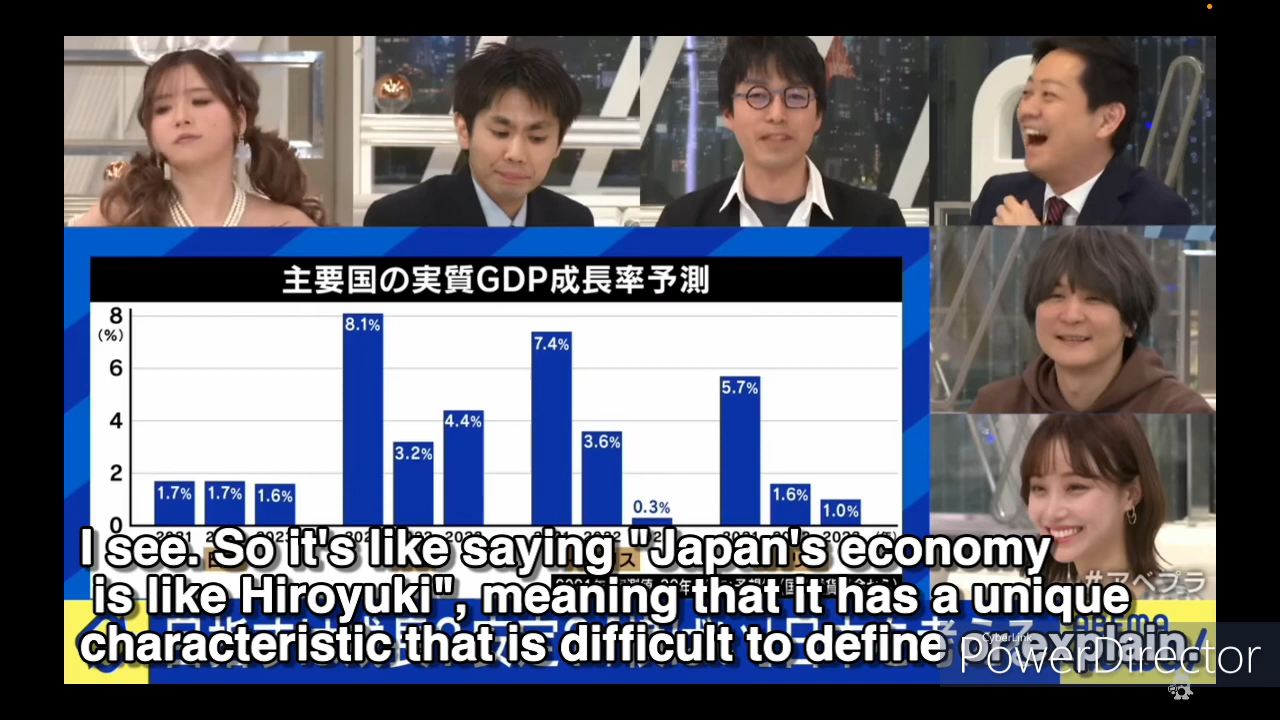 主要国の実質GDP成長率予測
8
(%)
6
4
2
0
1.7%
1.7%
1.6%
8.1%
3.2%
4.4%
7.4%
3.6%
0.3%
5.7%
1.6%
1.0%
#アベプラ
I see. So it's like saying "Japan's economy
is like Hiroyuki", meaning that it has a unique
characteristic that is difficult to define or explain.
CyberLink
PowerDirector